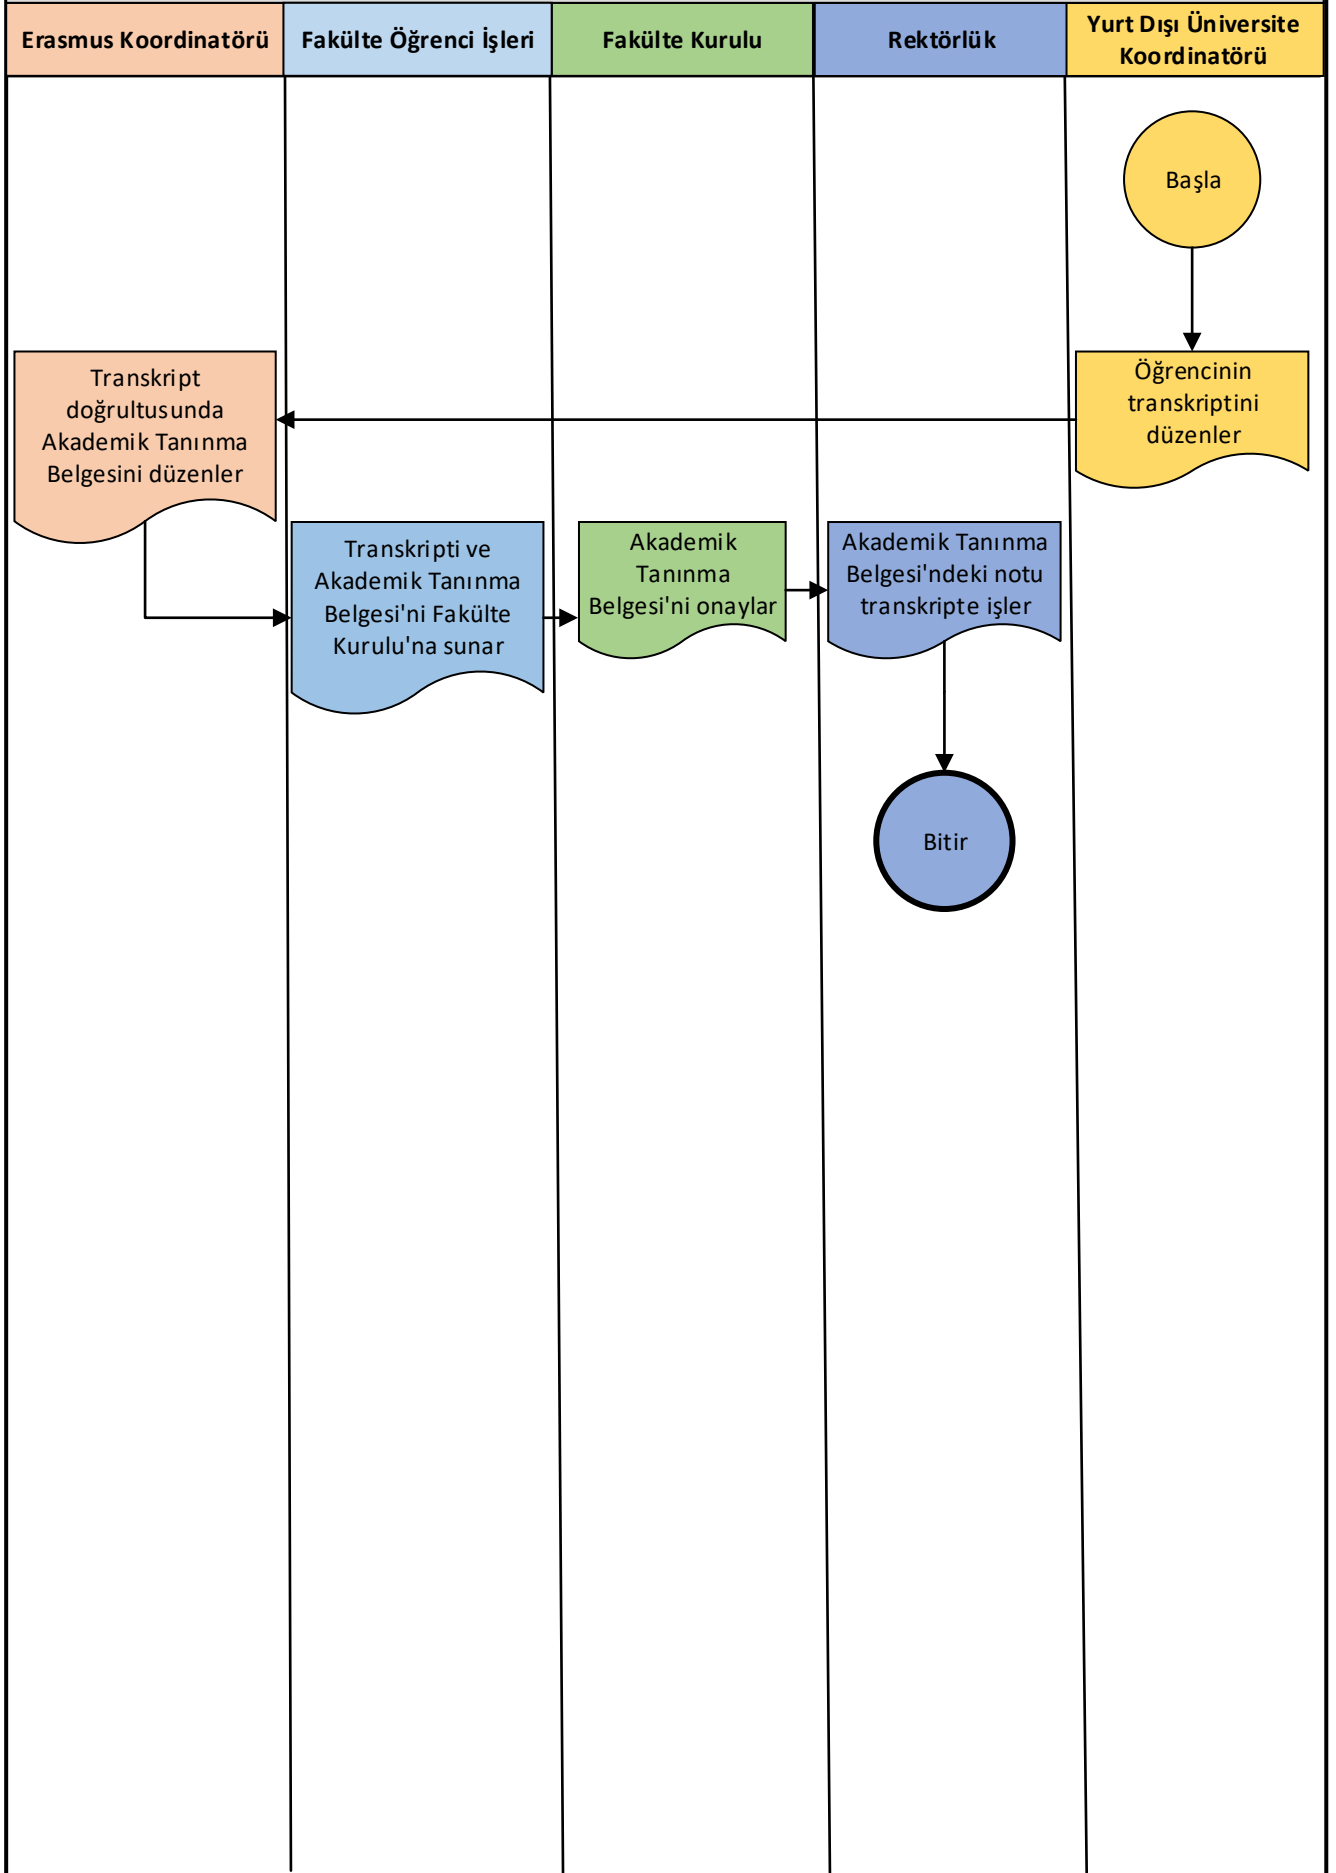 Erasmus Koordinatörü
Fakülte Öğrenci İşleri
Fakülte Kurulu
Rektörlük
Yurt Dışı Üniversite
Koordinatörü
Başla
Öğrencinin
transkriptini
düzenler
Transkript
doğrultusunda
Akademik Tanınma
Belgesini düzenler
Transkripti ve
Akademik Tanınma
Belgesi'ni Fakülte
Kurulu'na sunar
Akademik
Tanınma
Belgesi'ni onaylar
Akademik Tanınma
Belgesi'ndeki notu
transkripte işler
Bitir